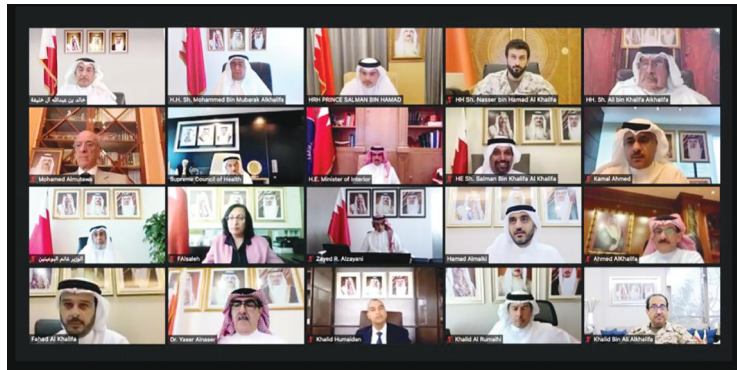 خالد بن عبدالله آل خليفة
H.H. Sh. Mohammed Bin Mubarak Alkhalifa
HRH PRINCE SALMAN BIN HAMAD
HH Sh. Nasser bin Hamad Al Khalifa
HH. Sh. Ali bin Khalifa Alkhalifa
Mohamed Almutawa
Supreme Council of Health
H.E. Minister of Interior
HE Sh. Salman Bin Khalifa Al Khalifa
Kamal Ahmed
الوزير غانم البوعينين
FAlsaleh
Zayed R. Alzayani
Hamad Almalki
Ahmed AlKhalifa
Fahad Al Khalifa
Dr. Yaser Alnaser
Khalid Humaidan
Khalid Al Rumaihi
Khalid Bin Ali Alkhalifa